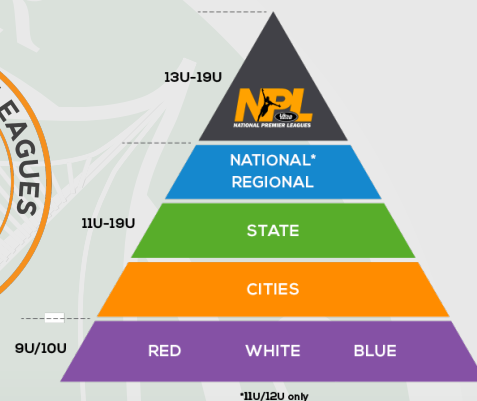 13U-19U
NPL
Vitria
NATIONAL PREMIER LEAGUES
NATIONAL*
REGIONAL
11U-19U
STATE
EAGUES
CITIES
9U/10U
RED WHITE BLUE
*11U/12U only